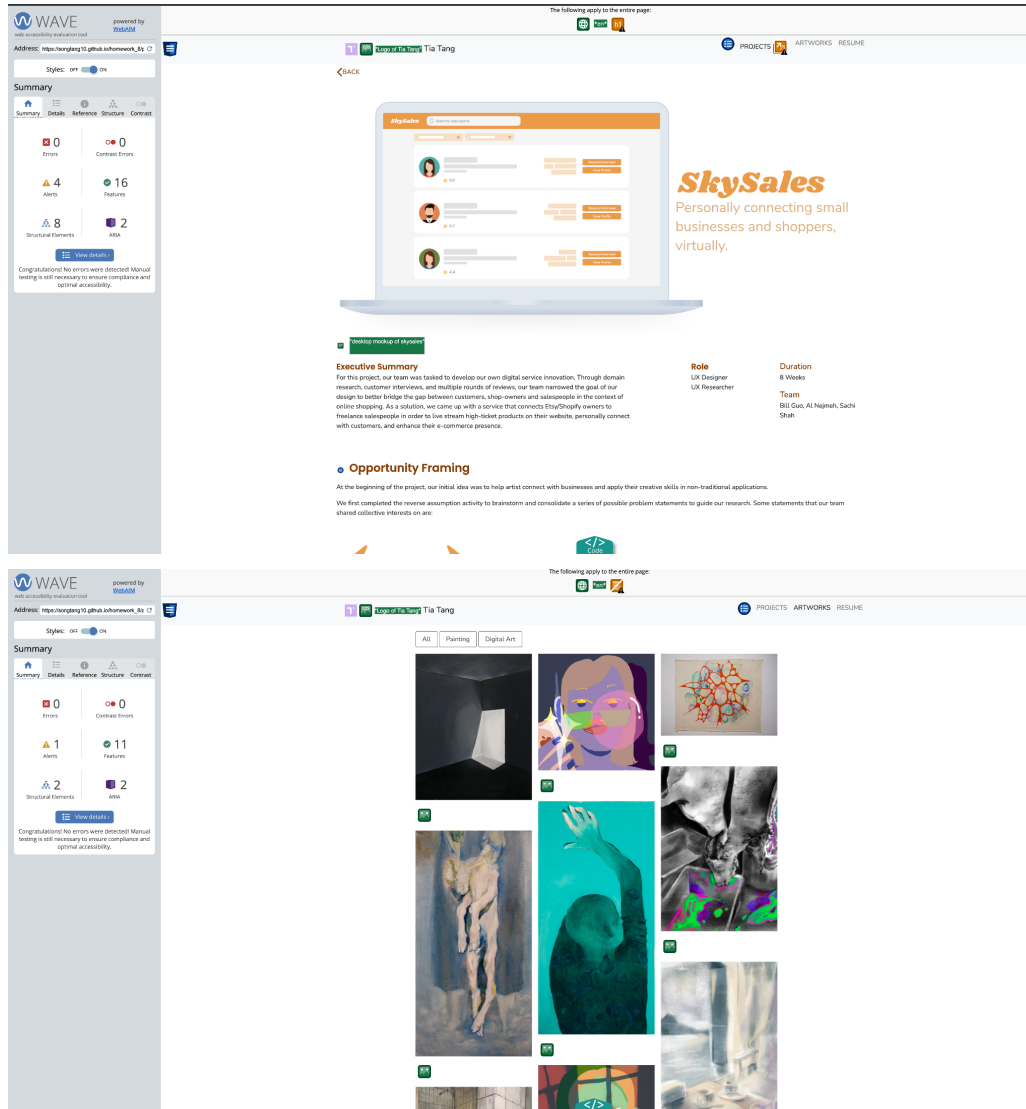 The following apply to the entire page:
WAVE
powered by
WebAIM
web accessibility evaluation tool
*en*
h1
Address: https://songtang10.github.io/homework_8/p
Styles: OFF ON
Summary
Summary Details Reference Structure Contrast
0 Errors
0 Contrast Errors
4 Alerts
16 Features
8 Structural Elements
2 ARIA
View details ›
Congratulations! No errors were detected! Manual
testing is still necessary to ensure compliance and
optimal accessibility.
T *Logo of Tia Tang* Tia Tang
PROJECTS ARTWORKS RESUME
BACK
SkySales
Search for sales experts
5.0
4.4
SkySales
Personally connecting small
businesses and shoppers,
virtually.
*desktop mockup of skysales*
Executive Summary
For this project, our team was tasked to develop our own digital service innovation. Through domain
research, customer interviews, and multiple rounds of reviews, our team narrowed the goal of our
design to better bridge the gap between customers, shop-owners and salespeople in the context of
online shopping. As a solution, we came up with a service that connects Etsy/Shopify owners to
freelance salespeople in order to live stream high-ticket products on their website, personally connect
with customers, and enhance their e-commerce presence.
Role
UX Designer
UX Researcher
Duration
8 Weeks
Team
Bill Guo, Al Nejmeh, Sachi
Shah
Opportunity Framing
At the beginning of the project, our initial idea was to help artist connect with businesses and apply their creative skills in non-traditional applications.
We first completed the reverse assumption activity to brainstorm and consolidate a series of possible problem statements to guide our research. Some statements that our team
shared collective interests on are:
</>
Code
The following apply to the entire page:
WAVE
powered by
WebAIM
web accessibility evaluation tool
*en*
Address: https://songtang10.github.io/homework_8/a
Styles: OFF ON
Summary
Summary Details Reference Structure Contrast
0 Errors
0 Contrast Errors
1 Alerts
11 Features
2 Structural Elements
2 ARIA
View details ›
Congratulations! No errors were detected! Manual
testing is still necessary to ensure compliance and
optimal accessibility.
T *Logo of Tia Tang* Tia Tang
PROJECTS ARTWORKS RESUME
All Painting Digital Art
</>